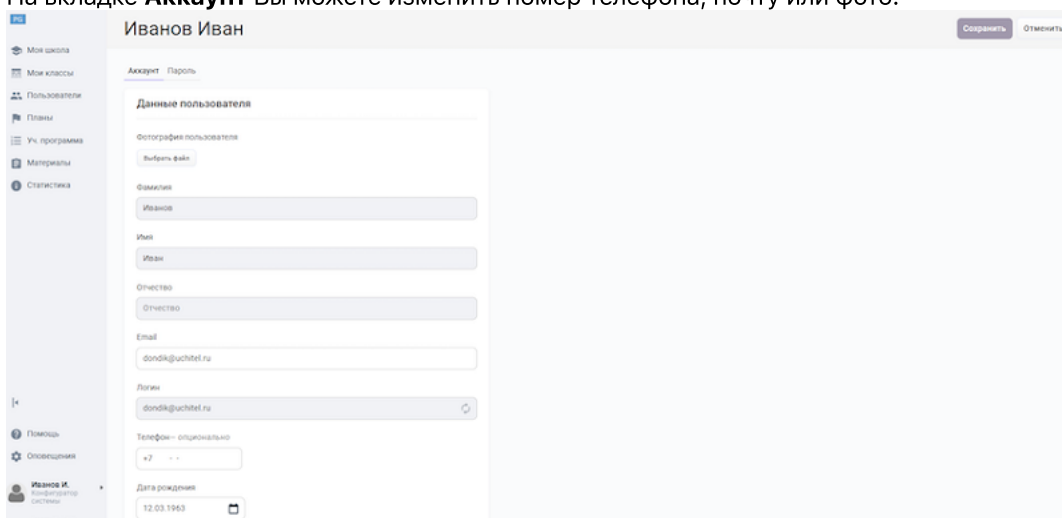 На вкладке Аккаунт Вы можете изменить номер телефона, почту или фото.
PG
Иванов Иван
Сохранить
Отменить
Моя школа
Мои классы
Пользователи
Планы
Уч. программа
Материалы
Статистика
Аккаунт Пароль
Данные пользователя
Фотография пользователя
Выбрать файл
Фамилия
Иванов
Имя
Иван
Отчество
Отчество
Email
dondik@uchitel.ru
Логин
dondik@uchitel.ru
Телефон – опционально
+7 - -
Дата рождения
12.03.1963
Помощь
Оповещения
Иванов И.
Конфигуратор
системы